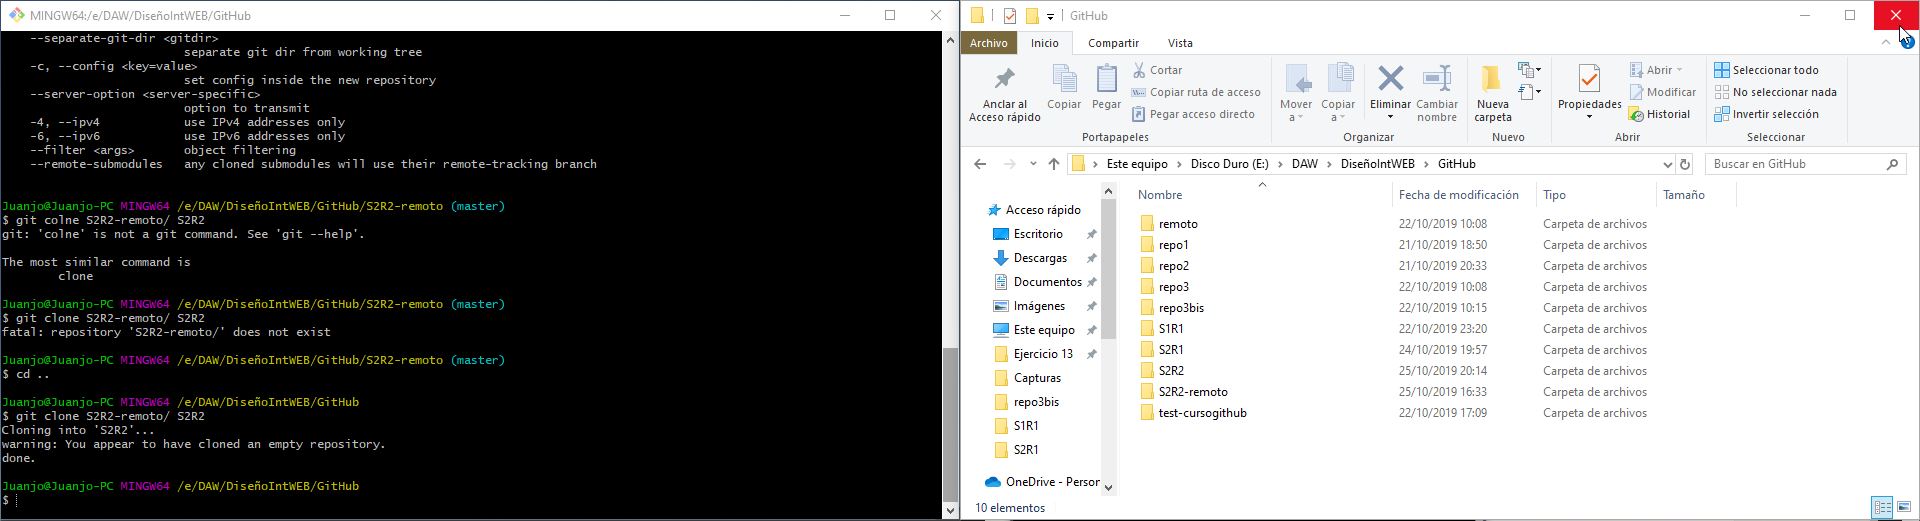 MINGW64:/e/DAW/DiseñoIntWEB/GitHub
--separate-git-dir <gitdir>
separate git dir from working tree
-c, --config <key=value>
set config inside the new repository
--server-option <server-specific>
option to transmit
-4, --ipv4 use IPv4 addresses only
-6, --ipv6 use IPv6 addresses only
--filter <args> object filtering
--remote-submodules any cloned submodules will use their remote-tracking branch
Juanjo@Juanjo-PC MINGW64 /e/DAW/DiseñoIntWEB/GitHub/S2R2-remoto (master)
$ git colne S2R2-remoto/ S2R2
git: 'colne' is not a git command. See 'git --help'.
The most similar command is
clone
Juanjo@Juanjo-PC MINGW64 /e/DAW/DiseñoIntWEB/GitHub/S2R2-remoto (master)
$ git clone S2R2-remoto/ S2R2
fatal: repository 'S2R2-remoto/' does not exist
Juanjo@Juanjo-PC MINGW64 /e/DAW/DiseñoIntWEB/GitHub/S2R2-remoto (master)
$ cd ..
Juanjo@Juanjo-PC MINGW64 /e/DAW/DiseñoIntWEB/GitHub
$ git clone S2R2-remoto/ S2R2
Cloning into 'S2R2'...
warning: You appear to have cloned an empty repository.
done.
Juanjo@Juanjo-PC MINGW64 /e/DAW/DiseñoIntWEB/GitHub
$
GitHub
Archivo Inicio Compartir Vista
Anclar al Acceso rápido
Copiar
Pegar
Cortar
Copiar ruta de acceso
Pegar acceso directo
Portapapeles
Mover a
Copiar a
Eliminar
Cambiar nombre
Organizar
Nueva carpeta
Nuevo
Propiedades
Abrir
Modificar
Historial
Abrir
Seleccionar todo
No seleccionar nada
Invertir selección
Seleccionar
Este equipo > Disco Duro (E:) > DAW > DiseñoIntWEB > GitHub
Buscar en GitHub
Acceso rápido
Escritorio
Descargas
Documentos
Imágenes
Este equipo
Ejercicio 13
Capturas
repo3bis
S1R1
S2R1
OneDrive - Person
Nombre Fecha de modificación Tipo Tamaño
remoto 22/10/2019 10:08 Carpeta de archivos
repo1 21/10/2019 18:50 Carpeta de archivos
repo2 21/10/2019 20:33 Carpeta de archivos
repo3 22/10/2019 10:08 Carpeta de archivos
repo3bis 22/10/2019 10:15 Carpeta de archivos
S1R1 22/10/2019 23:20 Carpeta de archivos
S2R1 24/10/2019 19:57 Carpeta de archivos
S2R2 25/10/2019 20:14 Carpeta de archivos
S2R2-remoto 25/10/2019 16:33 Carpeta de archivos
test-cursogithub 22/10/2019 17:09 Carpeta de archivos
10 elementos